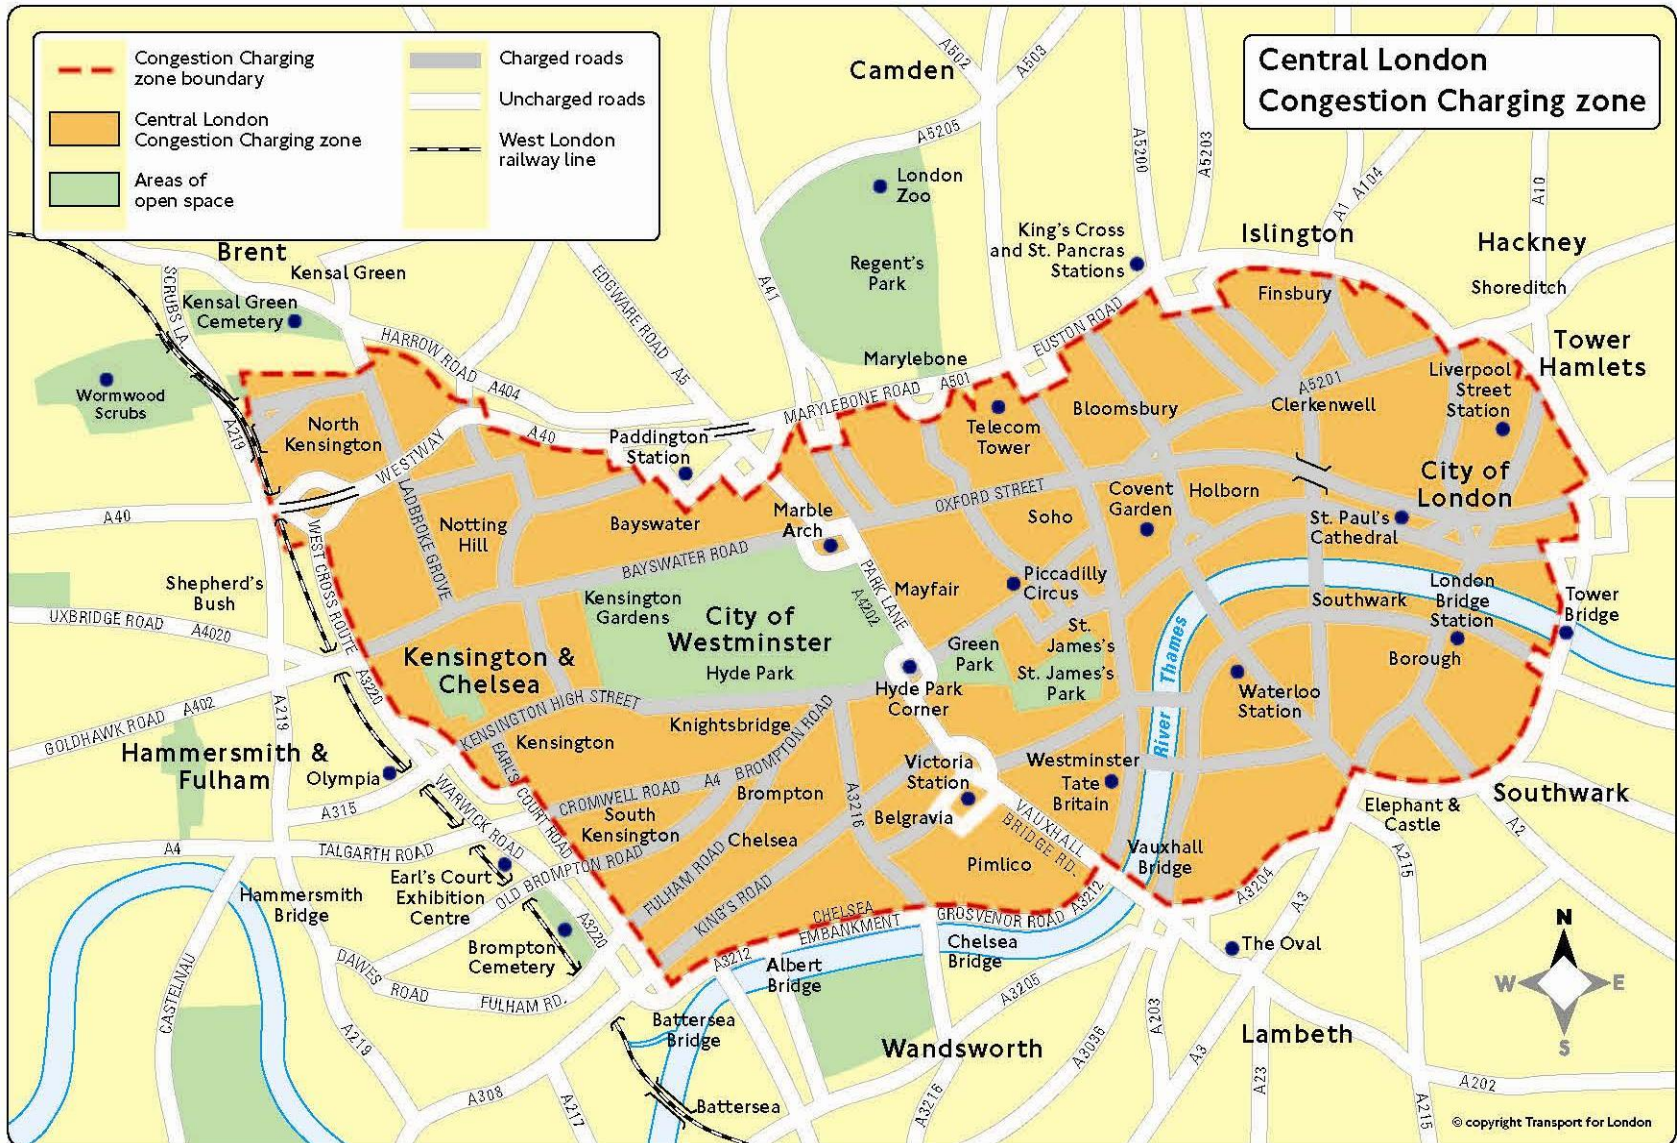 Congestion Charging
zone boundary
Central London
Congestion Charging zone
Areas of
open space
Charged roads
Uncharged roads
West London
railway line
Central London
Congestion Charging zone
Camden
A502
A503
A5205
A5200
A5203
A1
A104
A10
London
Zoo
Regent's
Park
A41
King's Cross
and St. Pancras
Stations
Islington
Hackney
Shoreditch
Finsbury
Tower
Hamlets
Brent
Kensal Green
Kensal Green
Cemetery
SCRUBS LA.
Wormwood
Scrubs
HARROW ROAD
A404
EDGWARE ROAD
A5
Marylebone
MARYLEBONE ROAD
A501
EUSTON ROAD
Bloomsbury
A5201
Clerkenwell
Liverpool
Street
Station
Telecom
Tower
North
Kensington
A219
WESTWAY
A40
Paddington
Station
City of
London
A40
LADBROKE GROVE
Notting
Hill
Bayswater
Marble
Arch
OXFORD STREET
Soho
Covent
Garden
Holborn
St. Paul's
Cathedral
WEST CROSS ROUTE
BAYSWATER ROAD
Shepherd's
Bush
UXBRIDGE ROAD
A4020
Kensington
Gardens
City of
Westminster
Hyde Park
PARK LANE
A4202
Mayfair
Piccadilly
Circus
Southwark
London
Bridge
Station
Tower
Bridge
Borough
St.
James's
Green
Park
St. James's
Park
River Thames
Waterloo
Station
Kensington &
Chelsea
A3220
A219
GOLDHAWK ROAD
A402
KENSINGTON HIGH STREET
Knightsbridge
Hyde Park
Corner
Hammersmith &
Fulham
Olympia
Kensington
EARL'S COURT ROAD
CROMWELL ROAD
A4
BROMPTON ROAD
Brompton
A3216
Victoria
Station
Belgravia
Westminster
Tate
Britain
VAUXHALL
BRIDGE RD.
Elephant &
Castle
Southwark
A2
A315
WARWICK ROAD
South
Kensington
Chelsea
A4
TALGARTH ROAD
OLD BROMPTON ROAD
FULHAM ROAD
KING'S ROAD
Pimlico
Vauxhall
Bridge
A3204
A3
A215
Earl's Court
Exhibition
Centre
Hammersmith
Bridge
Brompton
Cemetery
A3220
CHELSEA
EMBANKMENT
GROSVENOR ROAD
A3212
A3212
Albert
Bridge
Chelsea
Bridge
The Oval
N
W
E
S
CASTELNAU
DAWES ROAD
FULHAM RD.
A219
Battersea
Bridge
A3205
A203
Wandsworth
A3036
A3
Lambeth
A308
A217
Battersea
A3216
A23
A202
A215
© copyright Transport for London